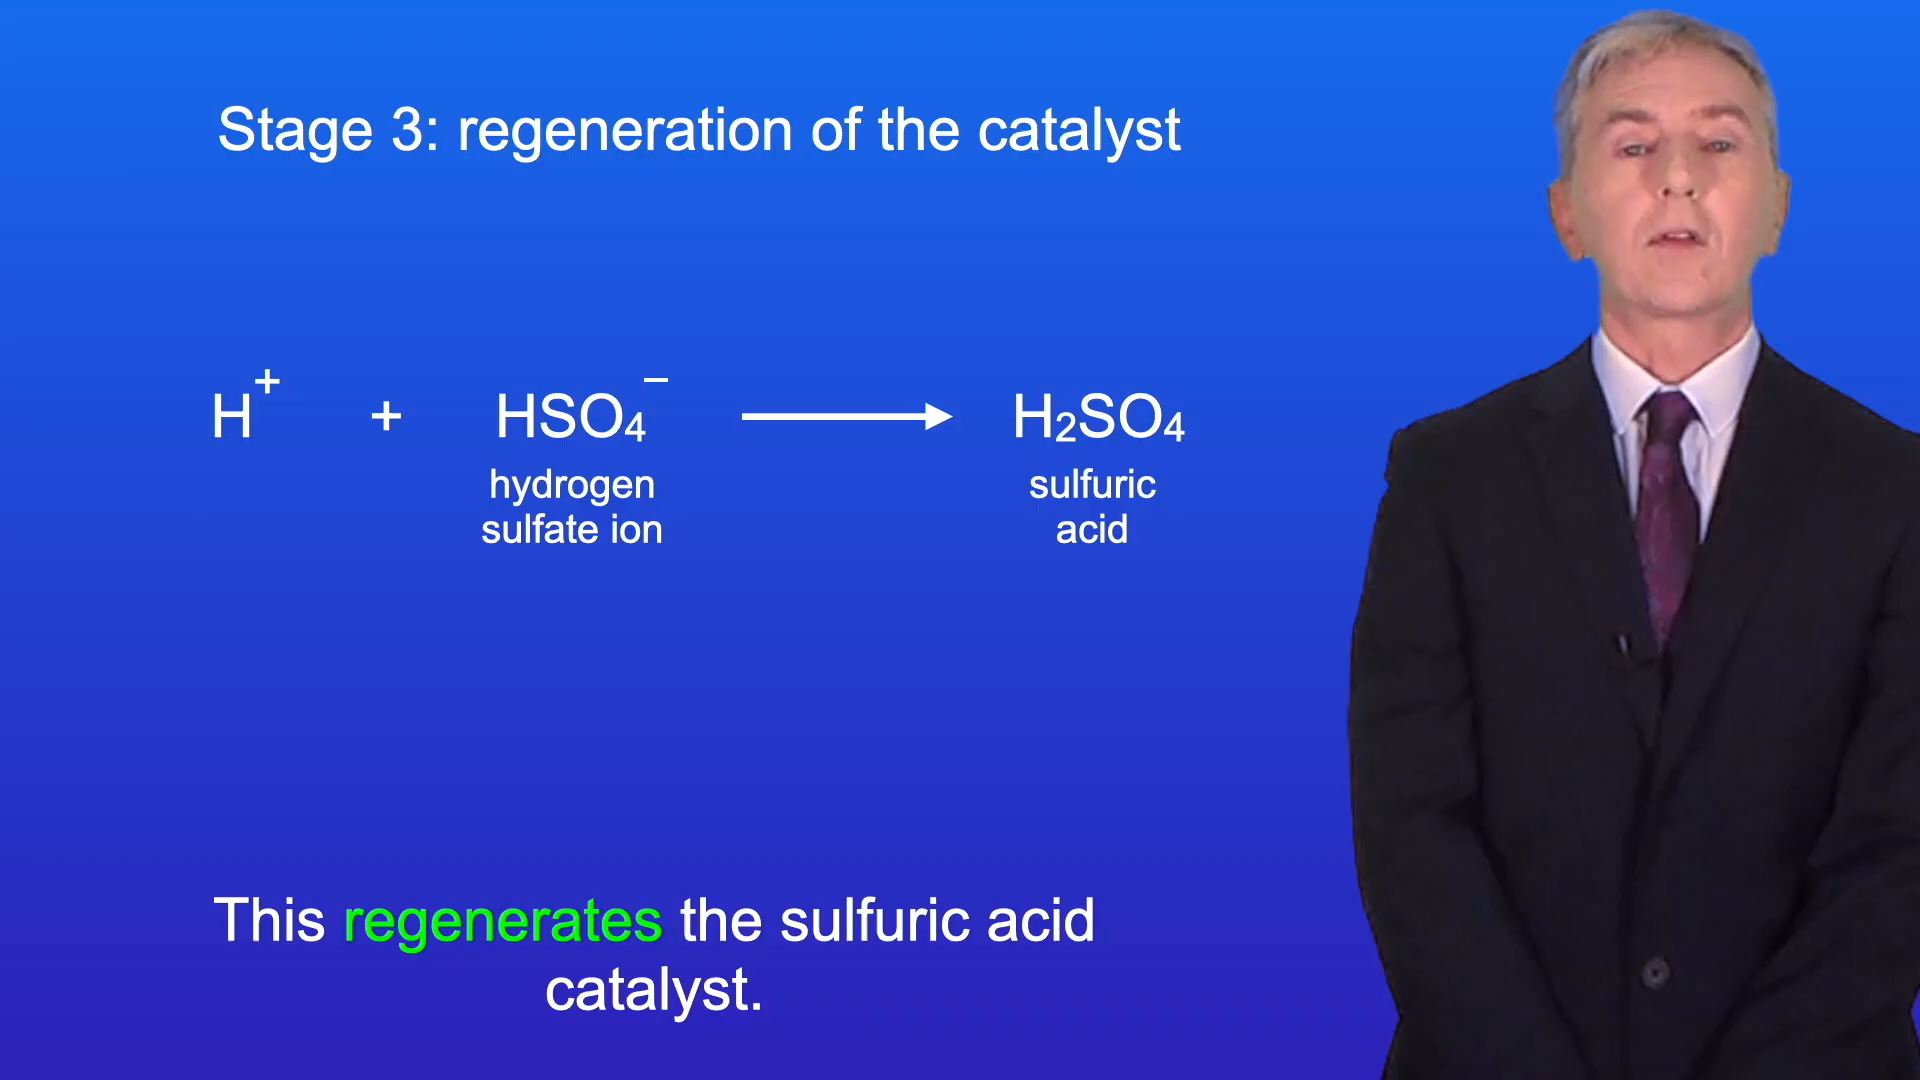 Stage 3: regeneration of the catalyst
H⁺ + HSO₄⁻ ⟶ H₂SO₄
hydrogen sulfuric
sulfate ion acid
This regenerates the sulfuric acid
catalyst.